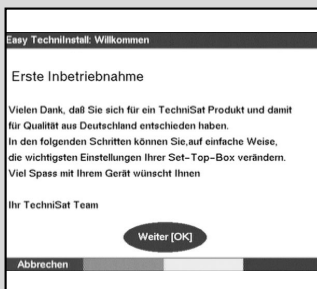 Easy TechniInstall: Willkommen
Erste Inbetriebnahme
Vielen Dank, daß Sie sich für ein TechniSat Produkt und damit
für Qualität aus Deutschland entschieden haben.
In den folgenden Schritten können Sie,auf einfache Weise,
die wichtigsten Einstellungen Ihrer Set-Top-Box verändern.
Viel Spass mit Ihrem Gerät wünscht Ihnen
Ihr TechniSat Team
Weiter [OK]
Abbrechen